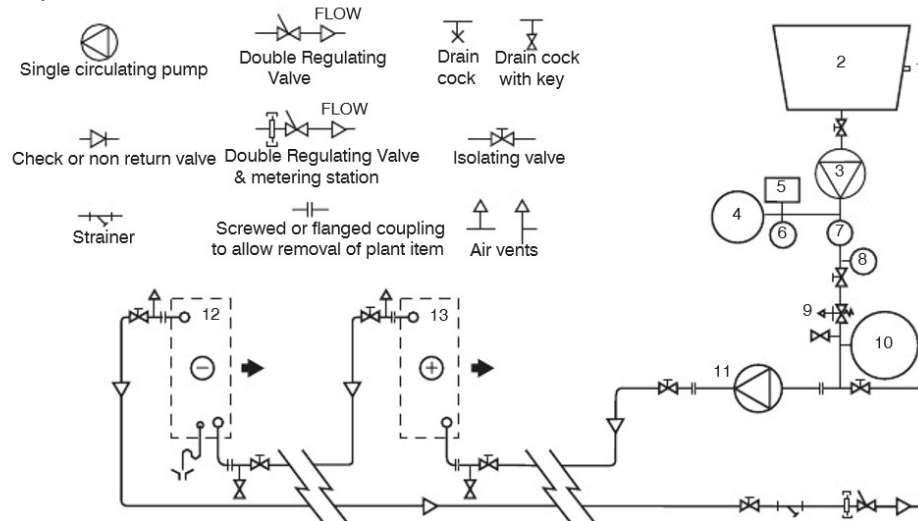 FLOW
Single circulating pump
Double Regulating
Valve
Drain
cock
Drain cock
with key
2
FLOW
Check or non return valve
Double Regulating Valve
& metering station
Isolating valve
3
5
4
6
7
Strainer
Screwed or flanged coupling
to allow removal of plant item
Air vents
8
9
10
12
13
11